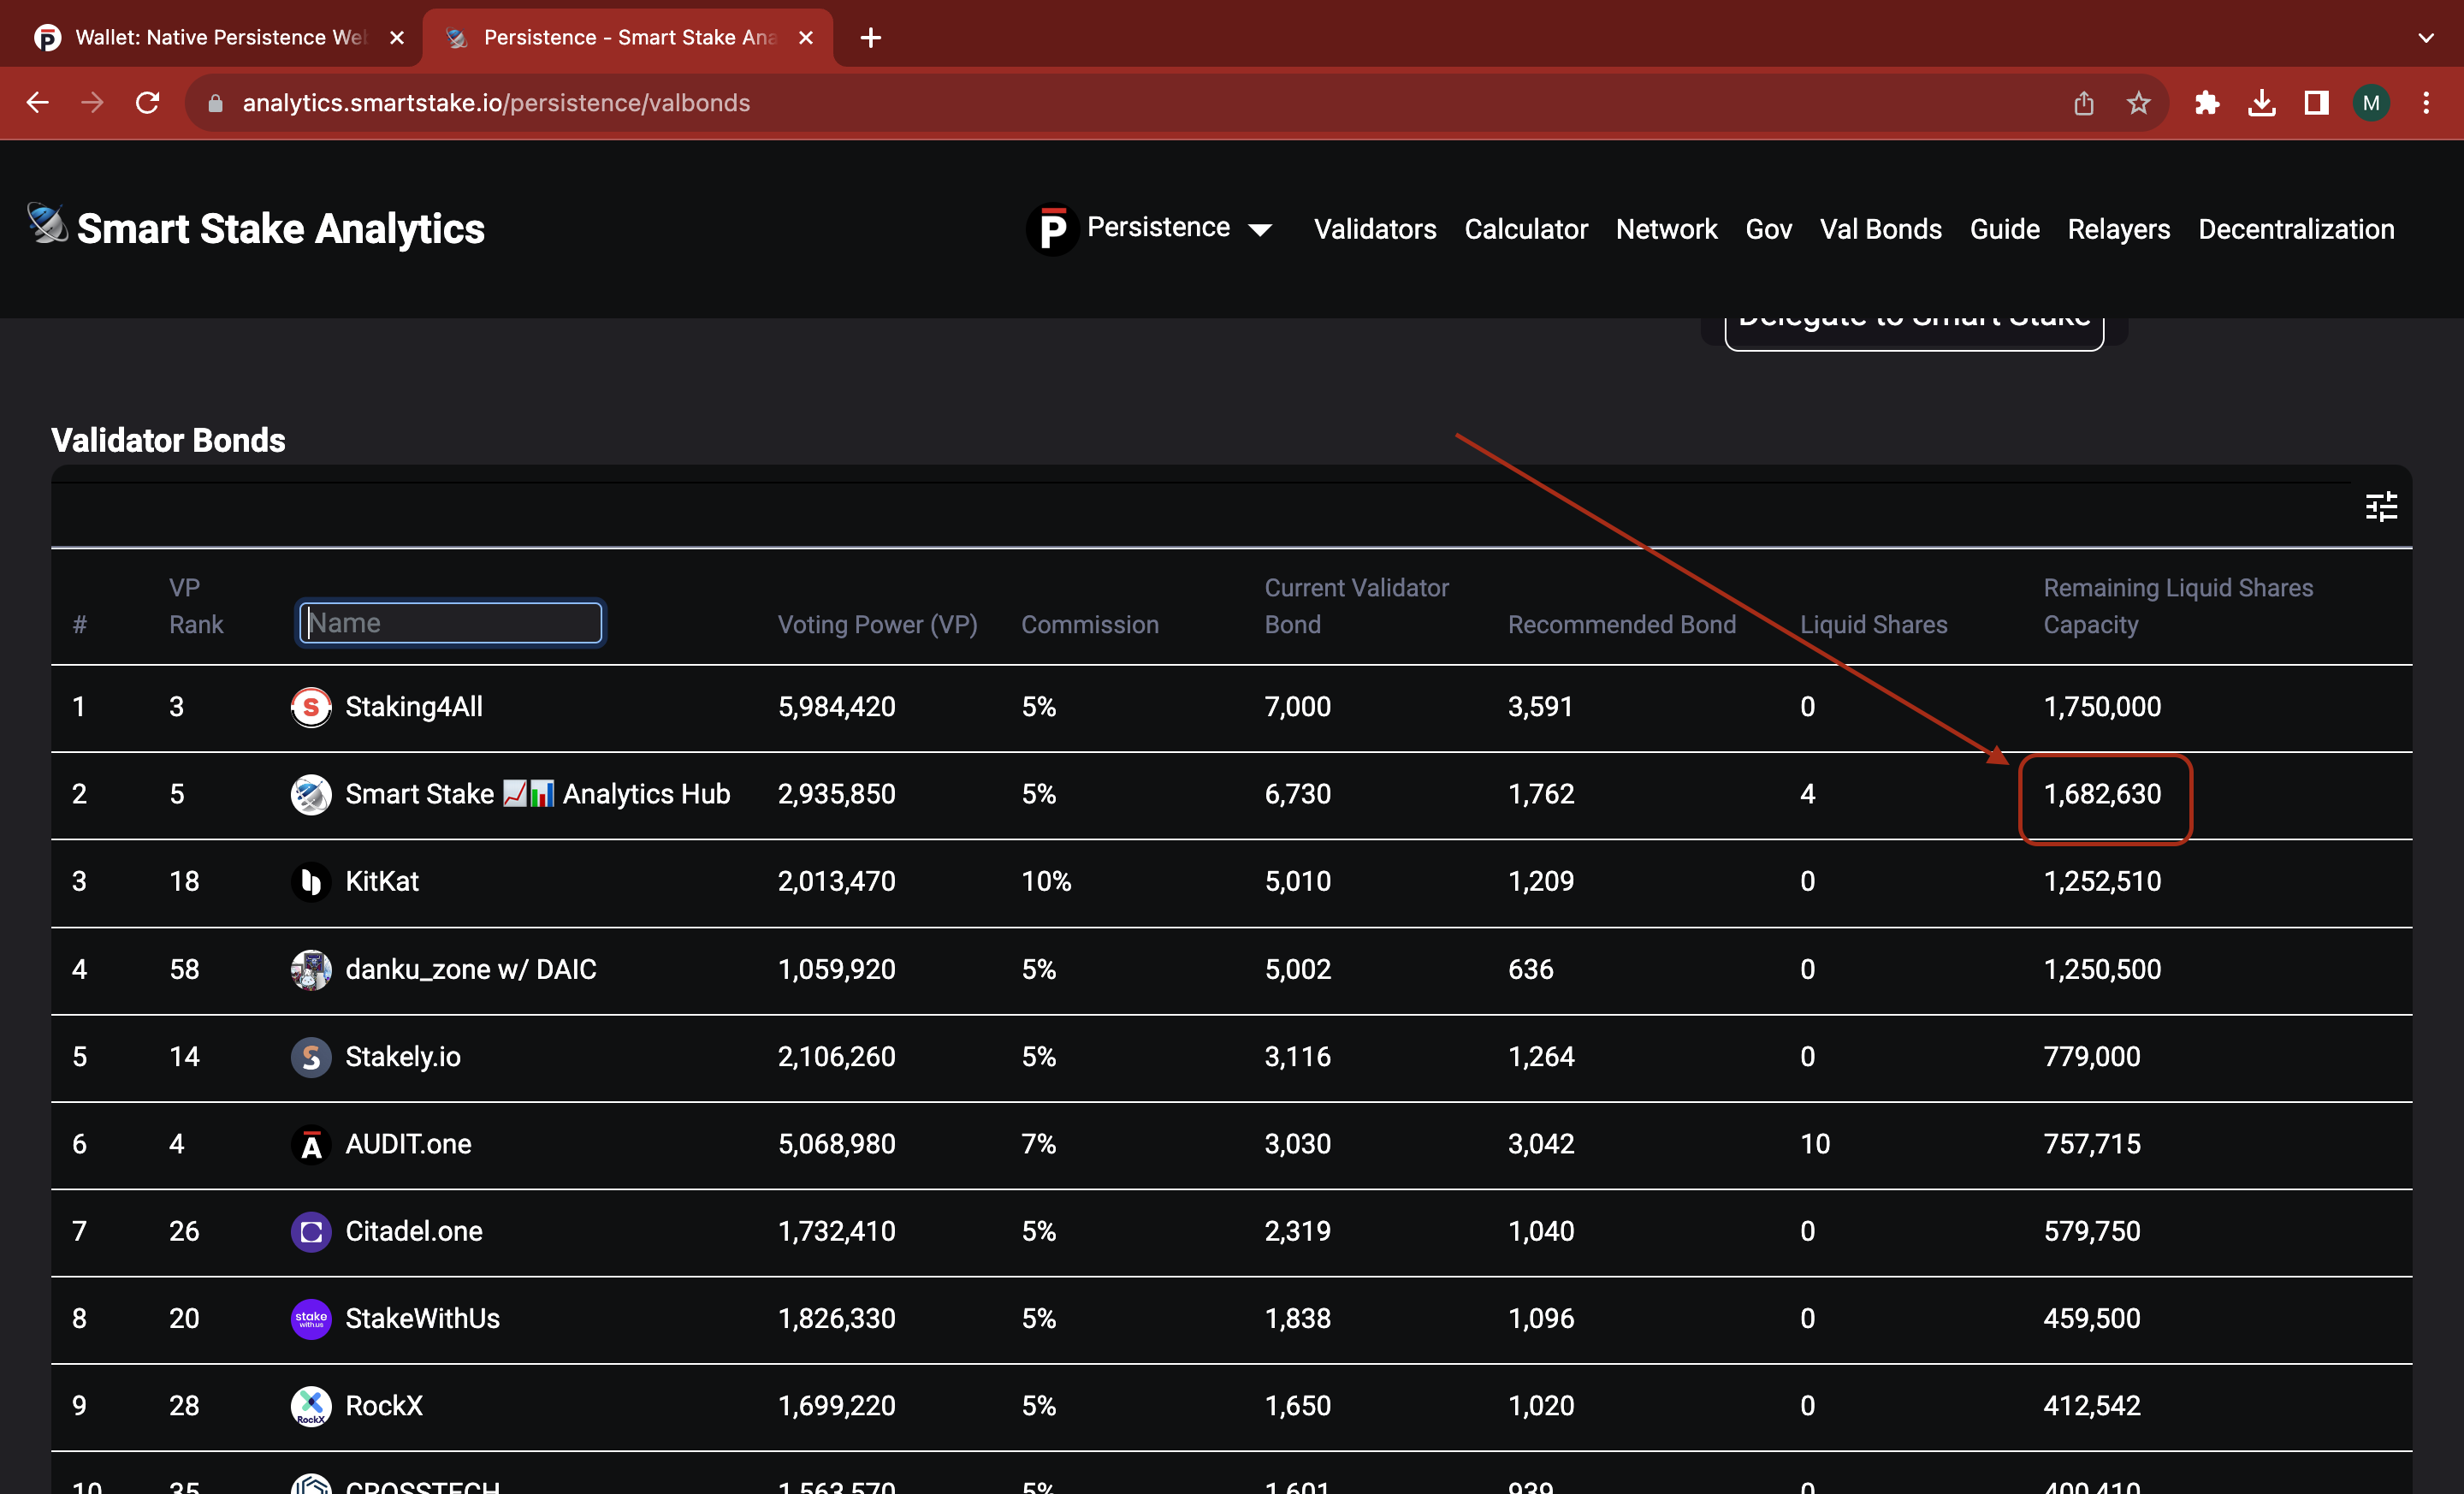 Wallet: Native Persistence We
Persistence - Smart Stake Ana
analytics.smartstake.io/persistence/valbonds
M
Smart Stake Analytics
Persistence Validators Calculator Network Gov Val Bonds Guide Relayers Decentralization
Delegate to Smart Stake
Validator Bonds
# VP Rank Name Voting Power (VP) Commission Current Validator Bond Recommended Bond Liquid Shares Remaining Liquid Shares Capacity
1 3 S Staking4All 5,984,420 5% 7,000 3,591 0 1,750,000
2 5 Smart Stake 📈📊 Analytics Hub 2,935,850 5% 6,730 1,762 4 1,682,630
3 18 KitKat 2,013,470 10% 5,010 1,209 0 1,252,510
4 58 danku_zone w/ DAIC 1,059,920 5% 5,002 636 0 1,250,500
5 14 S Stakely.io 2,106,260 5% 3,116 1,264 0 779,000
6 4 A AUDIT.one 5,068,980 7% 3,030 3,042 10 757,715
7 26 Citadel.one 1,732,410 5% 2,319 1,040 0 579,750
8 20 stake with.us StakeWithUs 1,826,330 5% 1,838 1,096 0 459,500
9 28 RockX RockX 1,699,220 5% 1,650 1,020 0 412,542
10 35 CROSSTECH 1,563,570 5% 1,601 939 0 400,410